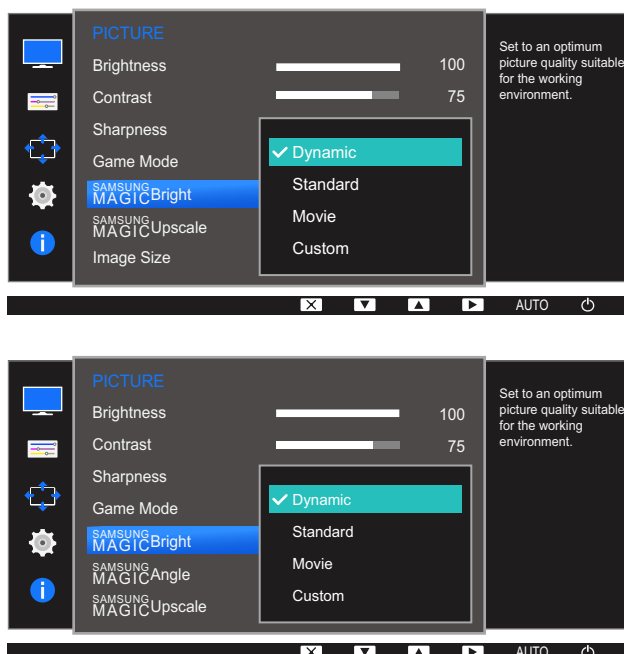 PICTURE
Brightness 100
Contrast 75
Sharpness
Game Mode
SAMSUNG
MAGICBright
SAMSUNG
MAGICUpscale
Image Size
Dynamic
Standard
Movie
Custom
Set to an optimum
picture quality suitable
for the working
environment.
AUTO
PICTURE
Brightness 100
Contrast 75
Sharpness
Game Mode
SAMSUNG
MAGICBright
SAMSUNG
MAGICAngle
SAMSUNG
MAGICUpscale
Dynamic
Standard
Movie
Custom
Set to an optimum
picture quality suitable
for the working
environment.
AUTO